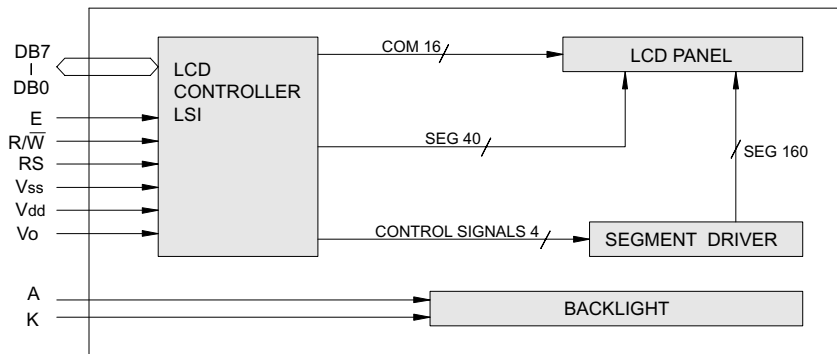 DB7
DB0
E
R/W̅
RS
Vss
Vdd
Vo
A
K
LCD
CONTROLLER
LSI
COM 16
LCD PANEL
SEG 40
SEG 160
CONTROL SIGNALS 4
SEGMENT DRIVER
BACKLIGHT